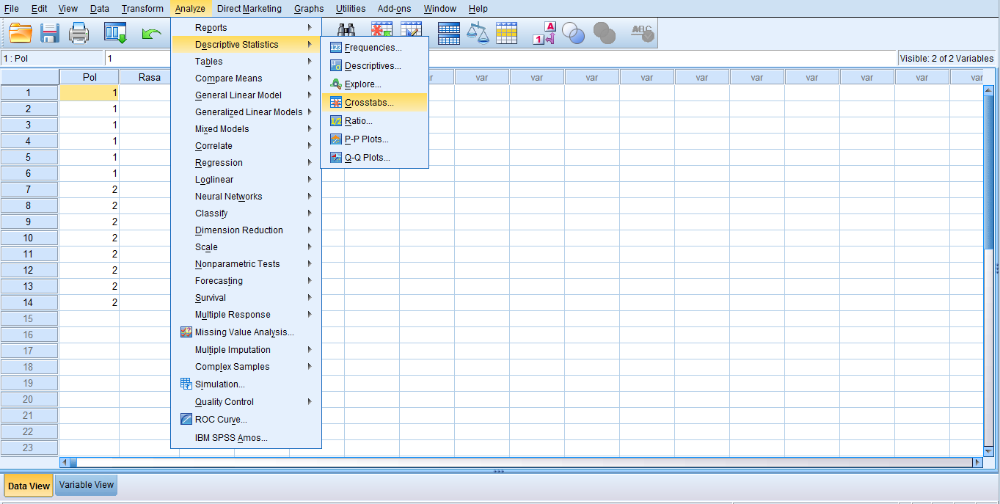 File Edit View Data Transform Analyze Direct Marketing Graphs Utilities Add-ons Window Help
1 : Pol 1 Visible: 2 of 2 Variables
Pol Rasa var var var var var var var var var var
1 1
2 1
3 1
4 1
5 1
6 1
7 2
8 2
9 2
10 2
11 2
12 2
13 2
14 2
15
16
17
18
19
20
21
22
23
Reports
Descriptive Statistics
Tables
Compare Means
General Linear Model
Generalized Linear Models
Mixed Models
Correlate
Regression
Loglinear
Neural Networks
Classify
Dimension Reduction
Scale
Nonparametric Tests
Forecasting
Survival
Multiple Response
Missing Value Analysis...
Multiple Imputation
Complex Samples
Simulation...
Quality Control
ROC Curve...
IBM SPSS Amos...
Frequencies...
Descriptives...
Explore...
Crosstabs...
Ratio...
P-P Plots...
Q-Q Plots...
Data View Variable View